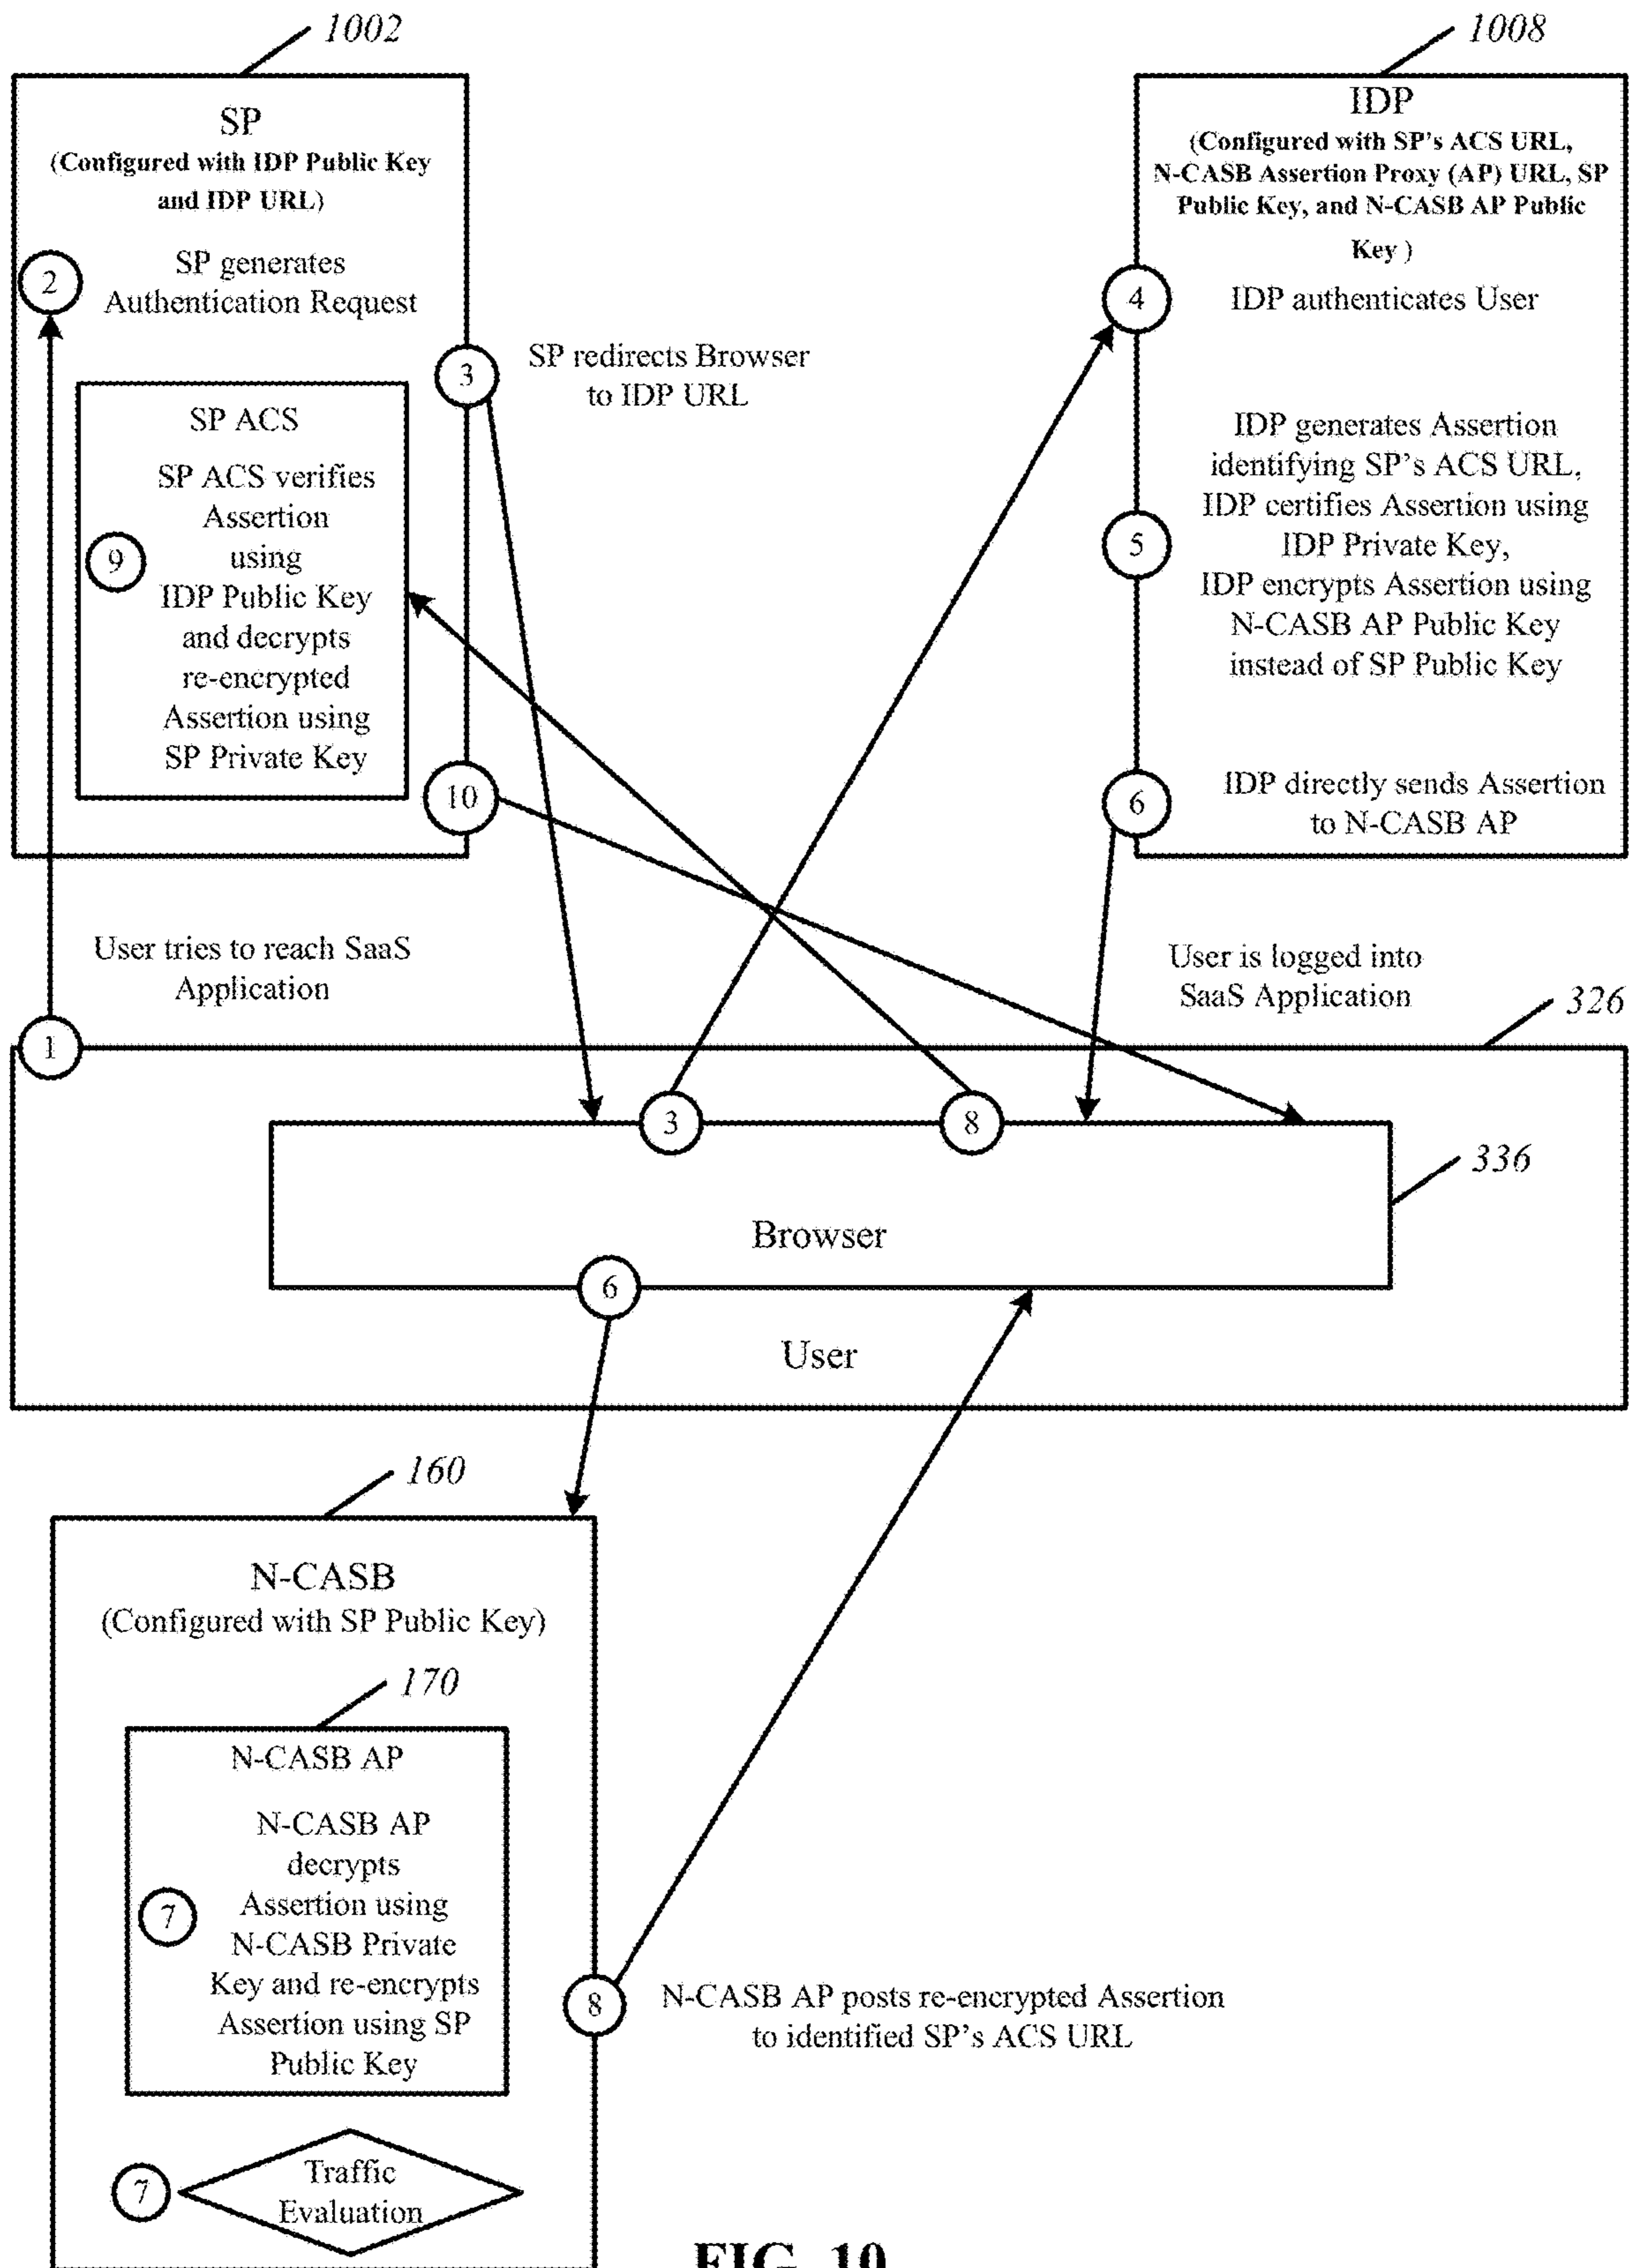 1002
SP
(Configured with IDP Public Key
and IDP URL)
2
SP generates
Authentication Request
3
SP redirects Browser
to IDP URL
SP ACS
SP ACS verifies
Assertion
using
9
IDP Public Key
and decrypts
re-encrypted
Assertion using
SP Private Key
10
1008
IDP
(Configured with SP's ACS URL,
N-CASB Assertion Proxy (AP) URL, SP
Public Key, and N-CASB AP Public
Key )
4
IDP authenticates User
IDP generates Assertion
identifying SP's ACS URL,
IDP certifies Assertion using
5
IDP Private Key,
IDP encrypts Assertion using
N-CASB AP Public Key
instead of SP Public Key
6
IDP directly sends Assertion
to N-CASB AP
User tries to reach SaaS
Application
User is logged into
SaaS Application
326
1
3
8
336
Browser
6
User
160
N-CASB
(Configured with SP Public Key)
170
N-CASB AP
N-CASB AP
decrypts
Assertion using
7
N-CASB Private
Key and re-encrypts
Assertion using SP
Public Key
8
N-CASB AP posts re-encrypted Assertion
to identified SP's ACS URL
7
Traffic
Evaluation
FIG. 10